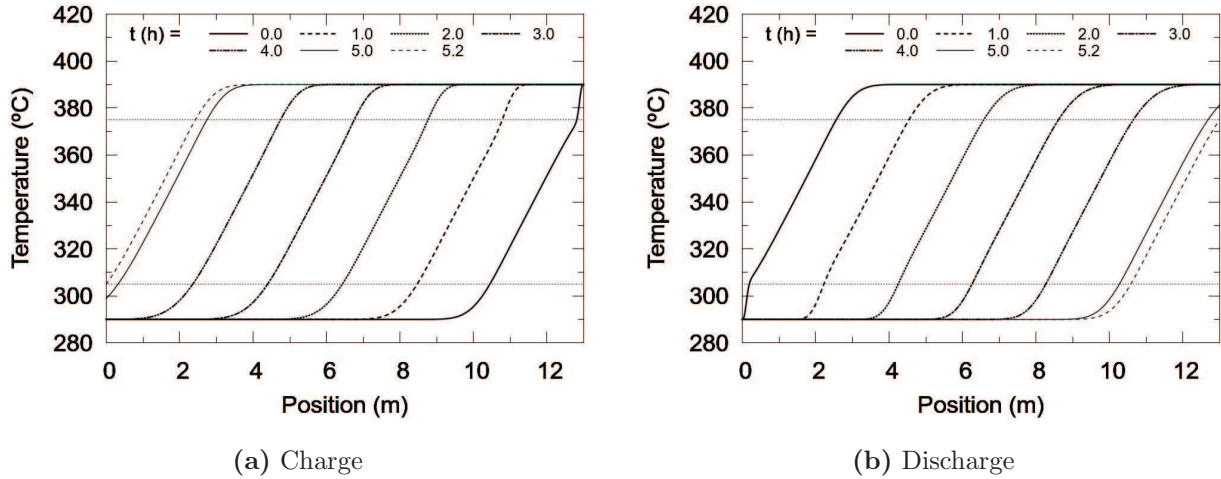 t (h) = 0.0 1.0 2.0 3.0
4.0 5.0 5.2
420
400
380
360
340
320
300
280
Temperature (ºC)
0 2 4 6 8 10 12
Position (m)
(a) Charge
t (h) = 0.0 1.0 2.0 3.0
4.0 5.0 5.2
420
400
380
360
340
320
300
280
Temperature (ºC)
0 2 4 6 8 10 12
Position (m)
(b) Discharge